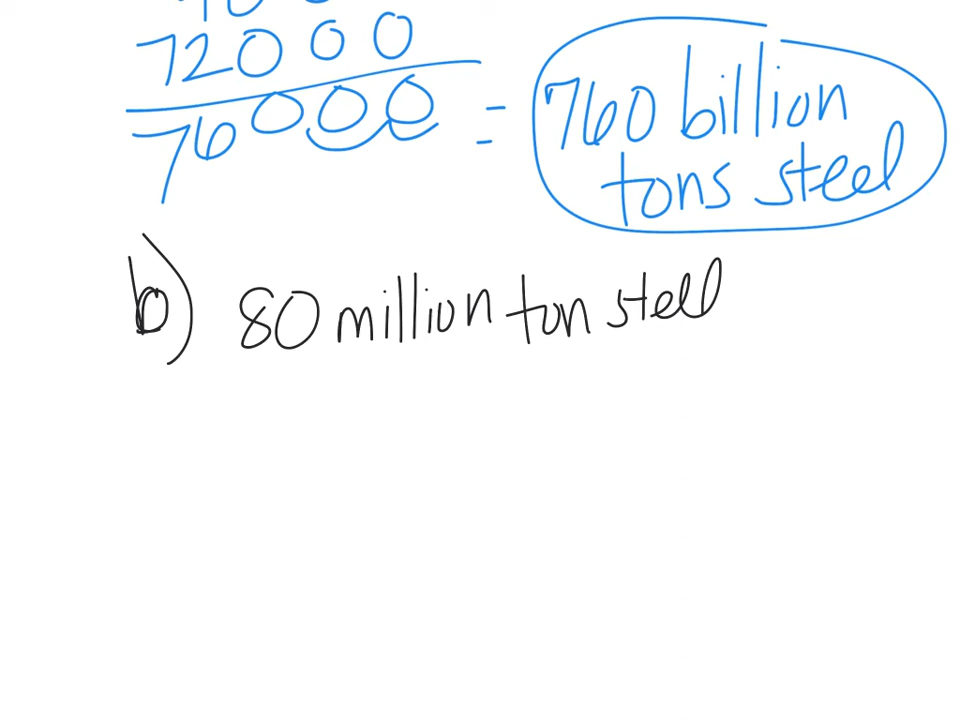 72000
76000 = 760 billion
tons steel
b) 80 million ton steel